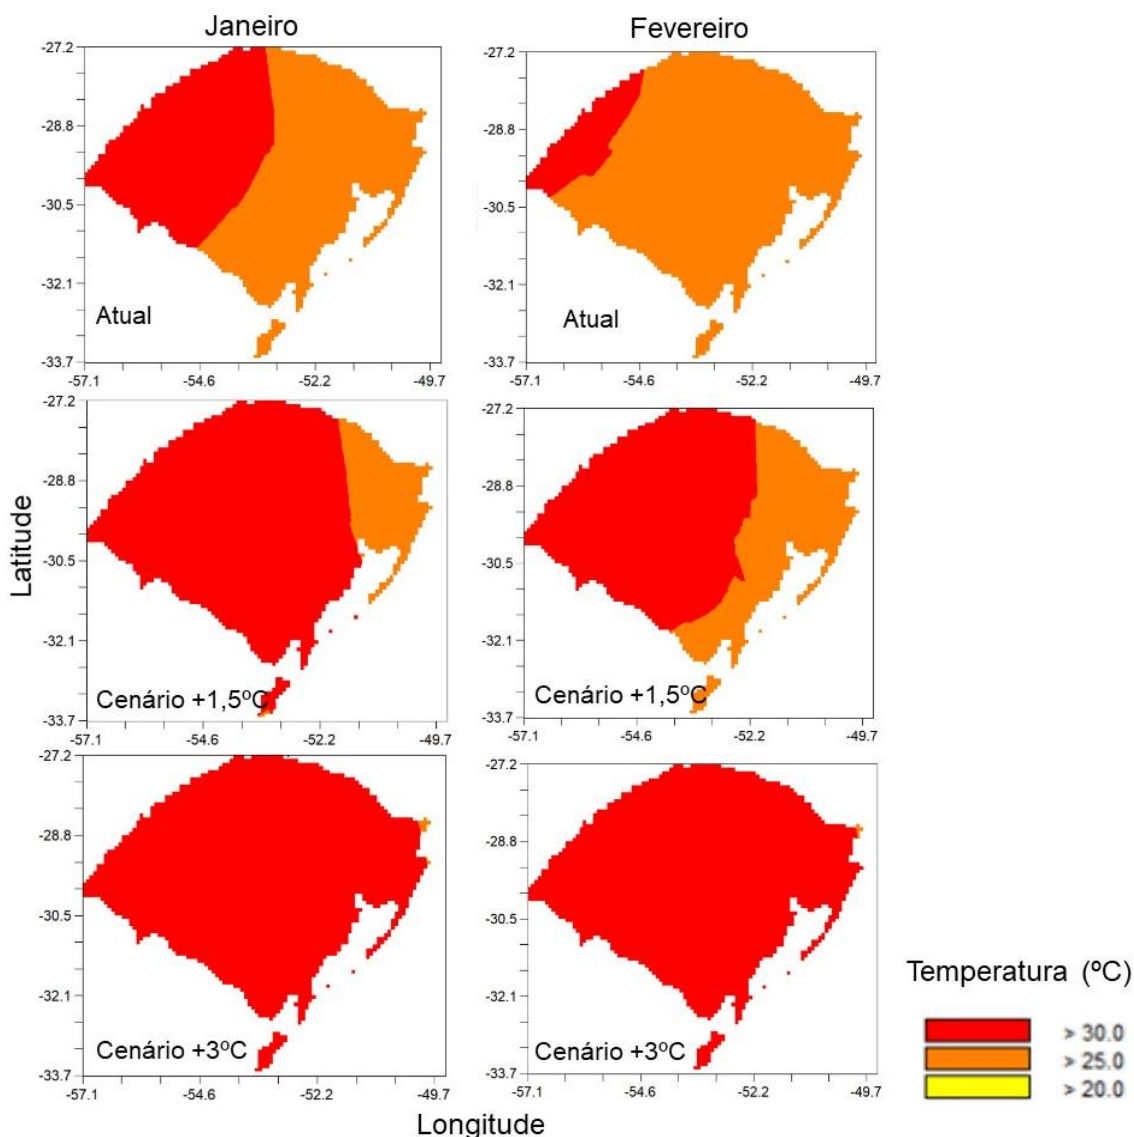 Janeiro
Fevereiro
-27.2
-28.8
-30.5
-32.1
-33.7
Atual
-57.1 -54.6 -52.2 -49.7
-27.2
-28.8
-30.5
-32.1
-33.7
Atual
-57.1 -54.6 -52.2 -49.7
Latitude
-27.2
-28.8
-30.5
-32.1
-33.7
Cenário +1,5ºC
-57.1 -54.6 -52.2 -49.7
-27.2
-28.8
-30.5
-32.1
-33.7
Cenário +1,5ºC
-57.1 -54.6 -52.2 -49.7
-27.2
-28.8
-30.5
-32.1
-33.7
Cenário +3ºC
-57.1 -54.6 -52.2 -49.7
-27.2
-28.8
-30.5
-32.1
-33.7
Cenário +3ºC
-57.1 -54.6 -52.2 -49.7
Longitude
Temperatura (ºC)
> 30.0
> 25.0
> 20.0